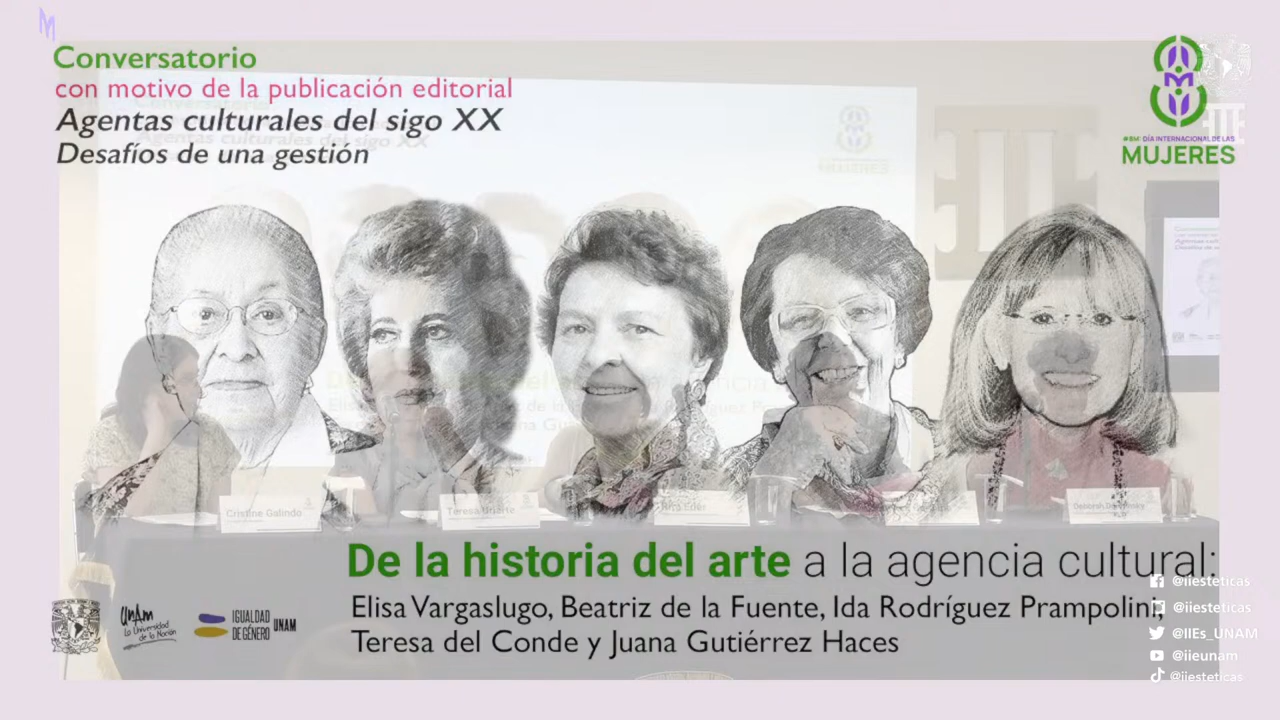 Conversatorio
con motivo de la publicación editorial
Agentas culturales del sigo XX
Desafíos de una gestión
#8M: DÍA INTERNACIONAL DE LAS
MUJERES
Cristine Galindo
Teresa Uriarte
Rita Eder
De la historia del arte a la agencia cultural:
Elisa Vargaslugo, Beatriz de la Fuente, Ida Rodríguez Prampolini,
Teresa del Conde y Juana Gutiérrez Haces
UNAM
La Universidad
de la Nación
IGUALDAD
DE GÉNERO
UNAM
@iiesteticas
@iiesteticas
@IIEs_UNAM
@iieunam
@iiesteticas